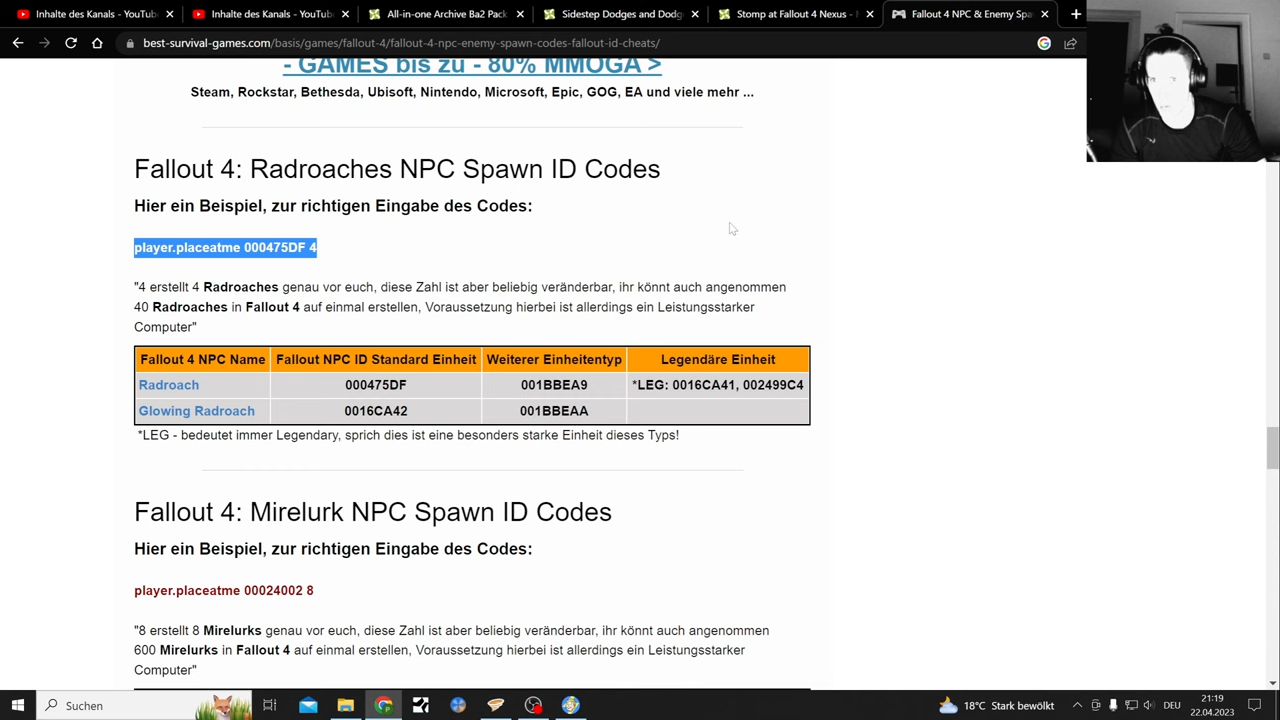 Inhalte des Kanals - YouTub
Inhalte des Kanals - YouTub
All-in-one Archive Ba2 Pack
Sidestep Dodges and Dodg
Stomp at Fallout 4 Nexus -
Fallout 4 NPC & Enemy Spa
best-survival-games.com/basis/games/fallout-4/fallout-4-npc-enemy-spawn-codes-fallout-id-cheats/
- GAMES bis zu - 80% MMOGA >
Steam, Rockstar, Bethesda, Ubisoft, Nintendo, Microsoft, Epic, GOG, EA und viele mehr ...
Fallout 4: Radroaches NPC Spawn ID Codes
Hier ein Beispiel, zur richtigen Eingabe des Codes:
player.placeatme 000475DF 4
"4 erstellt 4 Radroaches genau vor euch, diese Zahl ist aber beliebig veränderbar, ihr könnt auch angenommen
40 Radroaches in Fallout 4 auf einmal erstellen, Voraussetzung hierbei ist allerdings ein Leistungsstarker
Computer"
Fallout 4 NPC Name Fallout NPC ID Standard Einheit Weiterer Einheitentyp Legendäre Einheit
Radroach 000475DF 001BBEA9 *LEG: 0016CA41, 002499C4
Glowing Radroach 0016CA42 001BBEAA
*LEG - bedeutet immer Legendary, sprich dies ist eine besonders starke Einheit dieses Typs!
Fallout 4: Mirelurk NPC Spawn ID Codes
Hier ein Beispiel, zur richtigen Eingabe des Codes:
player.placeatme 00024002 8
"8 erstellt 8 Mirelurks genau vor euch, diese Zahl ist aber beliebig veränderbar, ihr könnt auch angenommen
600 Mirelurks in Fallout 4 auf einmal erstellen, Voraussetzung hierbei ist allerdings ein Leistungsstarker
Computer"
Suchen
18°C Stark bewölkt
DEU
21:19
22.04.2023